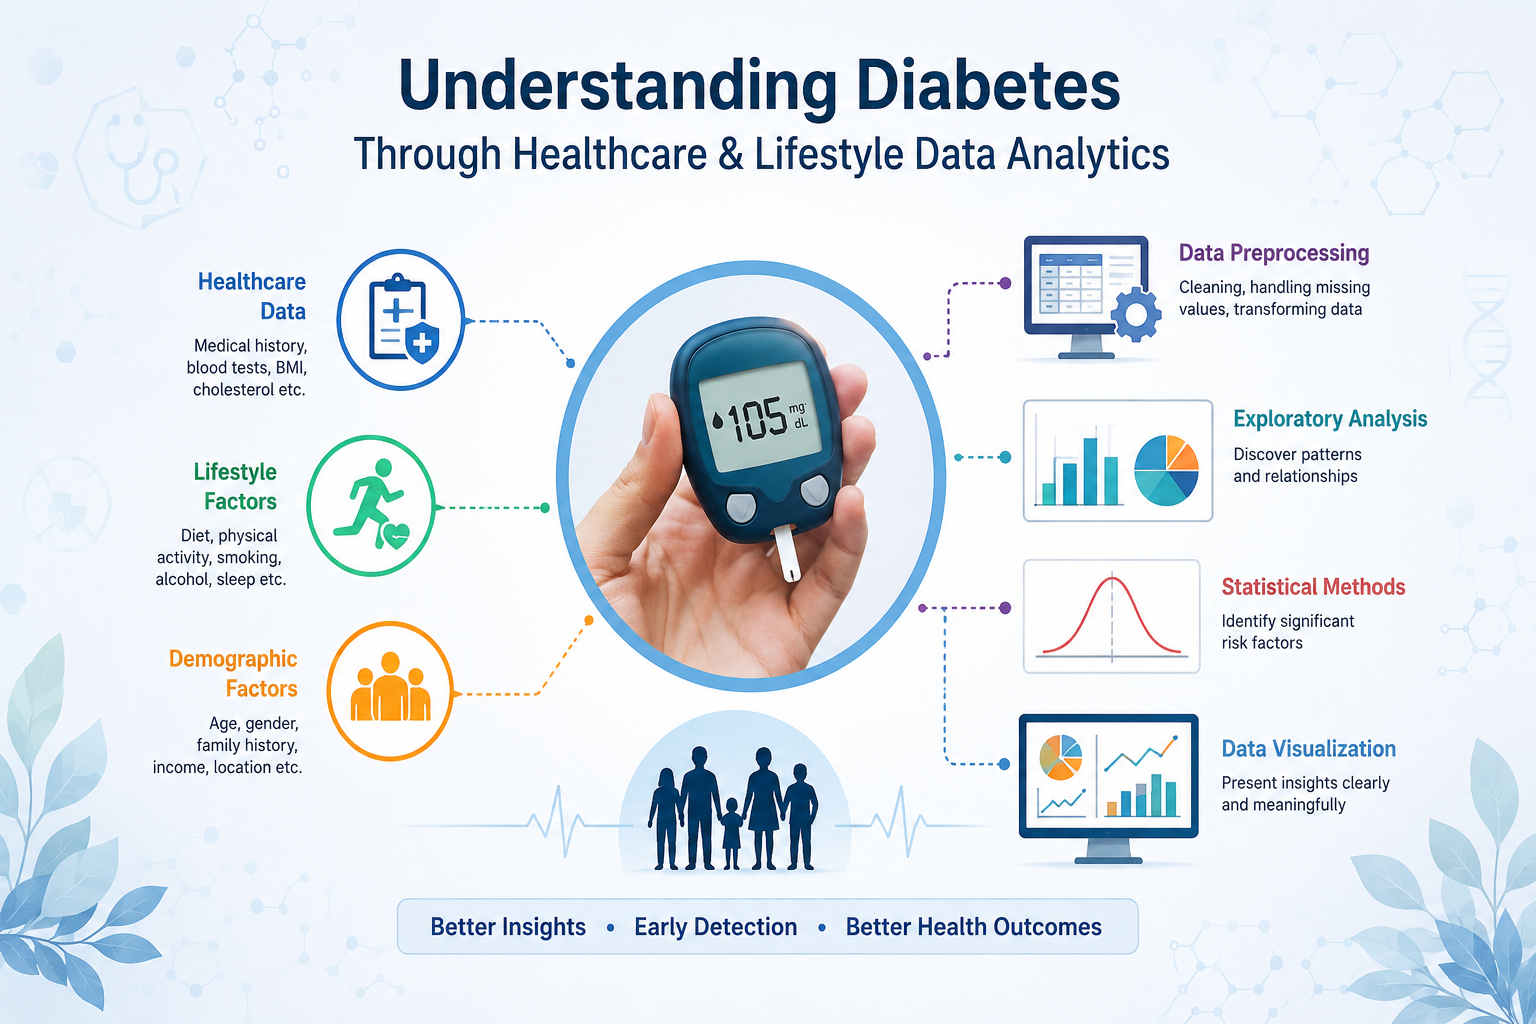 Understanding Diabetes
Through Healthcare & Lifestyle Data Analytics
Healthcare
Data
Medical history,
blood tests, BMI,
cholesterol etc.
Lifestyle
Factors
Diet, physical
activity, smoking,
alcohol, sleep etc.
Demographic
Factors
Age, gender,
family history,
income, location etc.
105 mg
dL
Data Preprocessing
Cleaning, handling missing
values, transforming data
Exploratory Analysis
Discover patterns
and relationships
Statistical Methods
Identify significant
risk factors
Data Visualization
Present insights clearly
and meaningfully
Better Insights • Early Detection • Better Health Outcomes